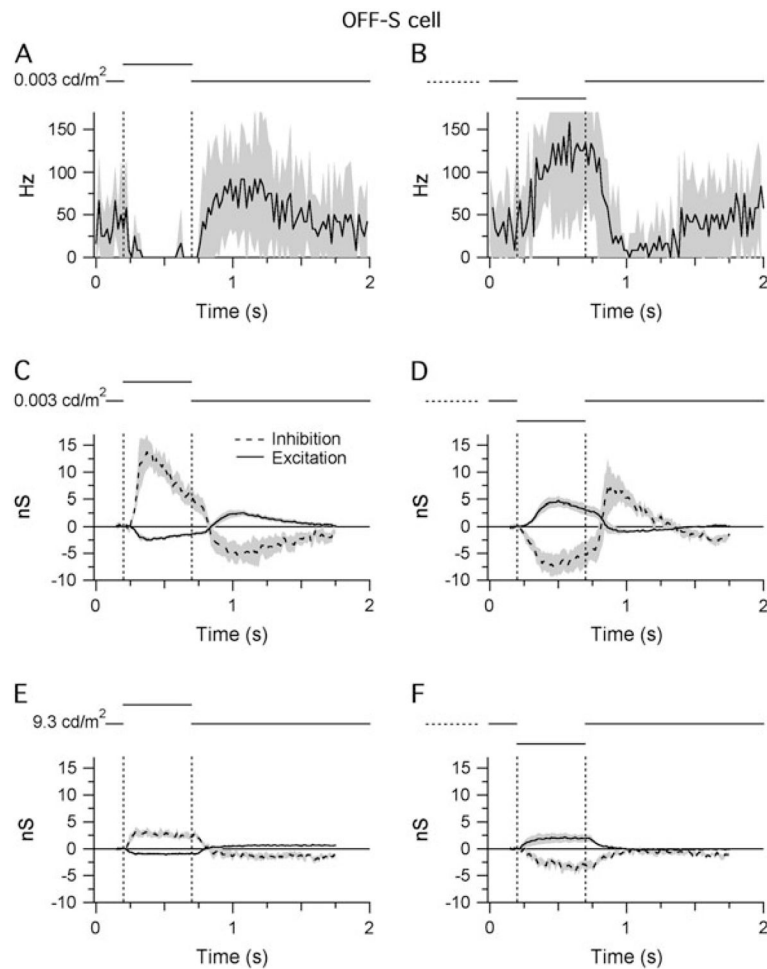 OFF-S cell
A
B
0.003 cd/m²
150
100
50
0
Hz
0
1
2
Time (s)
150
100
50
0
Hz
0
1
2
Time (s)
C
D
0.003 cd/m²
Inhibition
Excitation
15
10
5
0
-5
-10
nS
0
1
2
Time (s)
15
10
5
0
-5
-10
nS
0
1
2
Time (s)
E
F
9.3 cd/m²
15
10
5
0
-5
-10
nS
0
1
2
Time (s)
15
10
5
0
-5
-10
nS
0
1
2
Time (s)